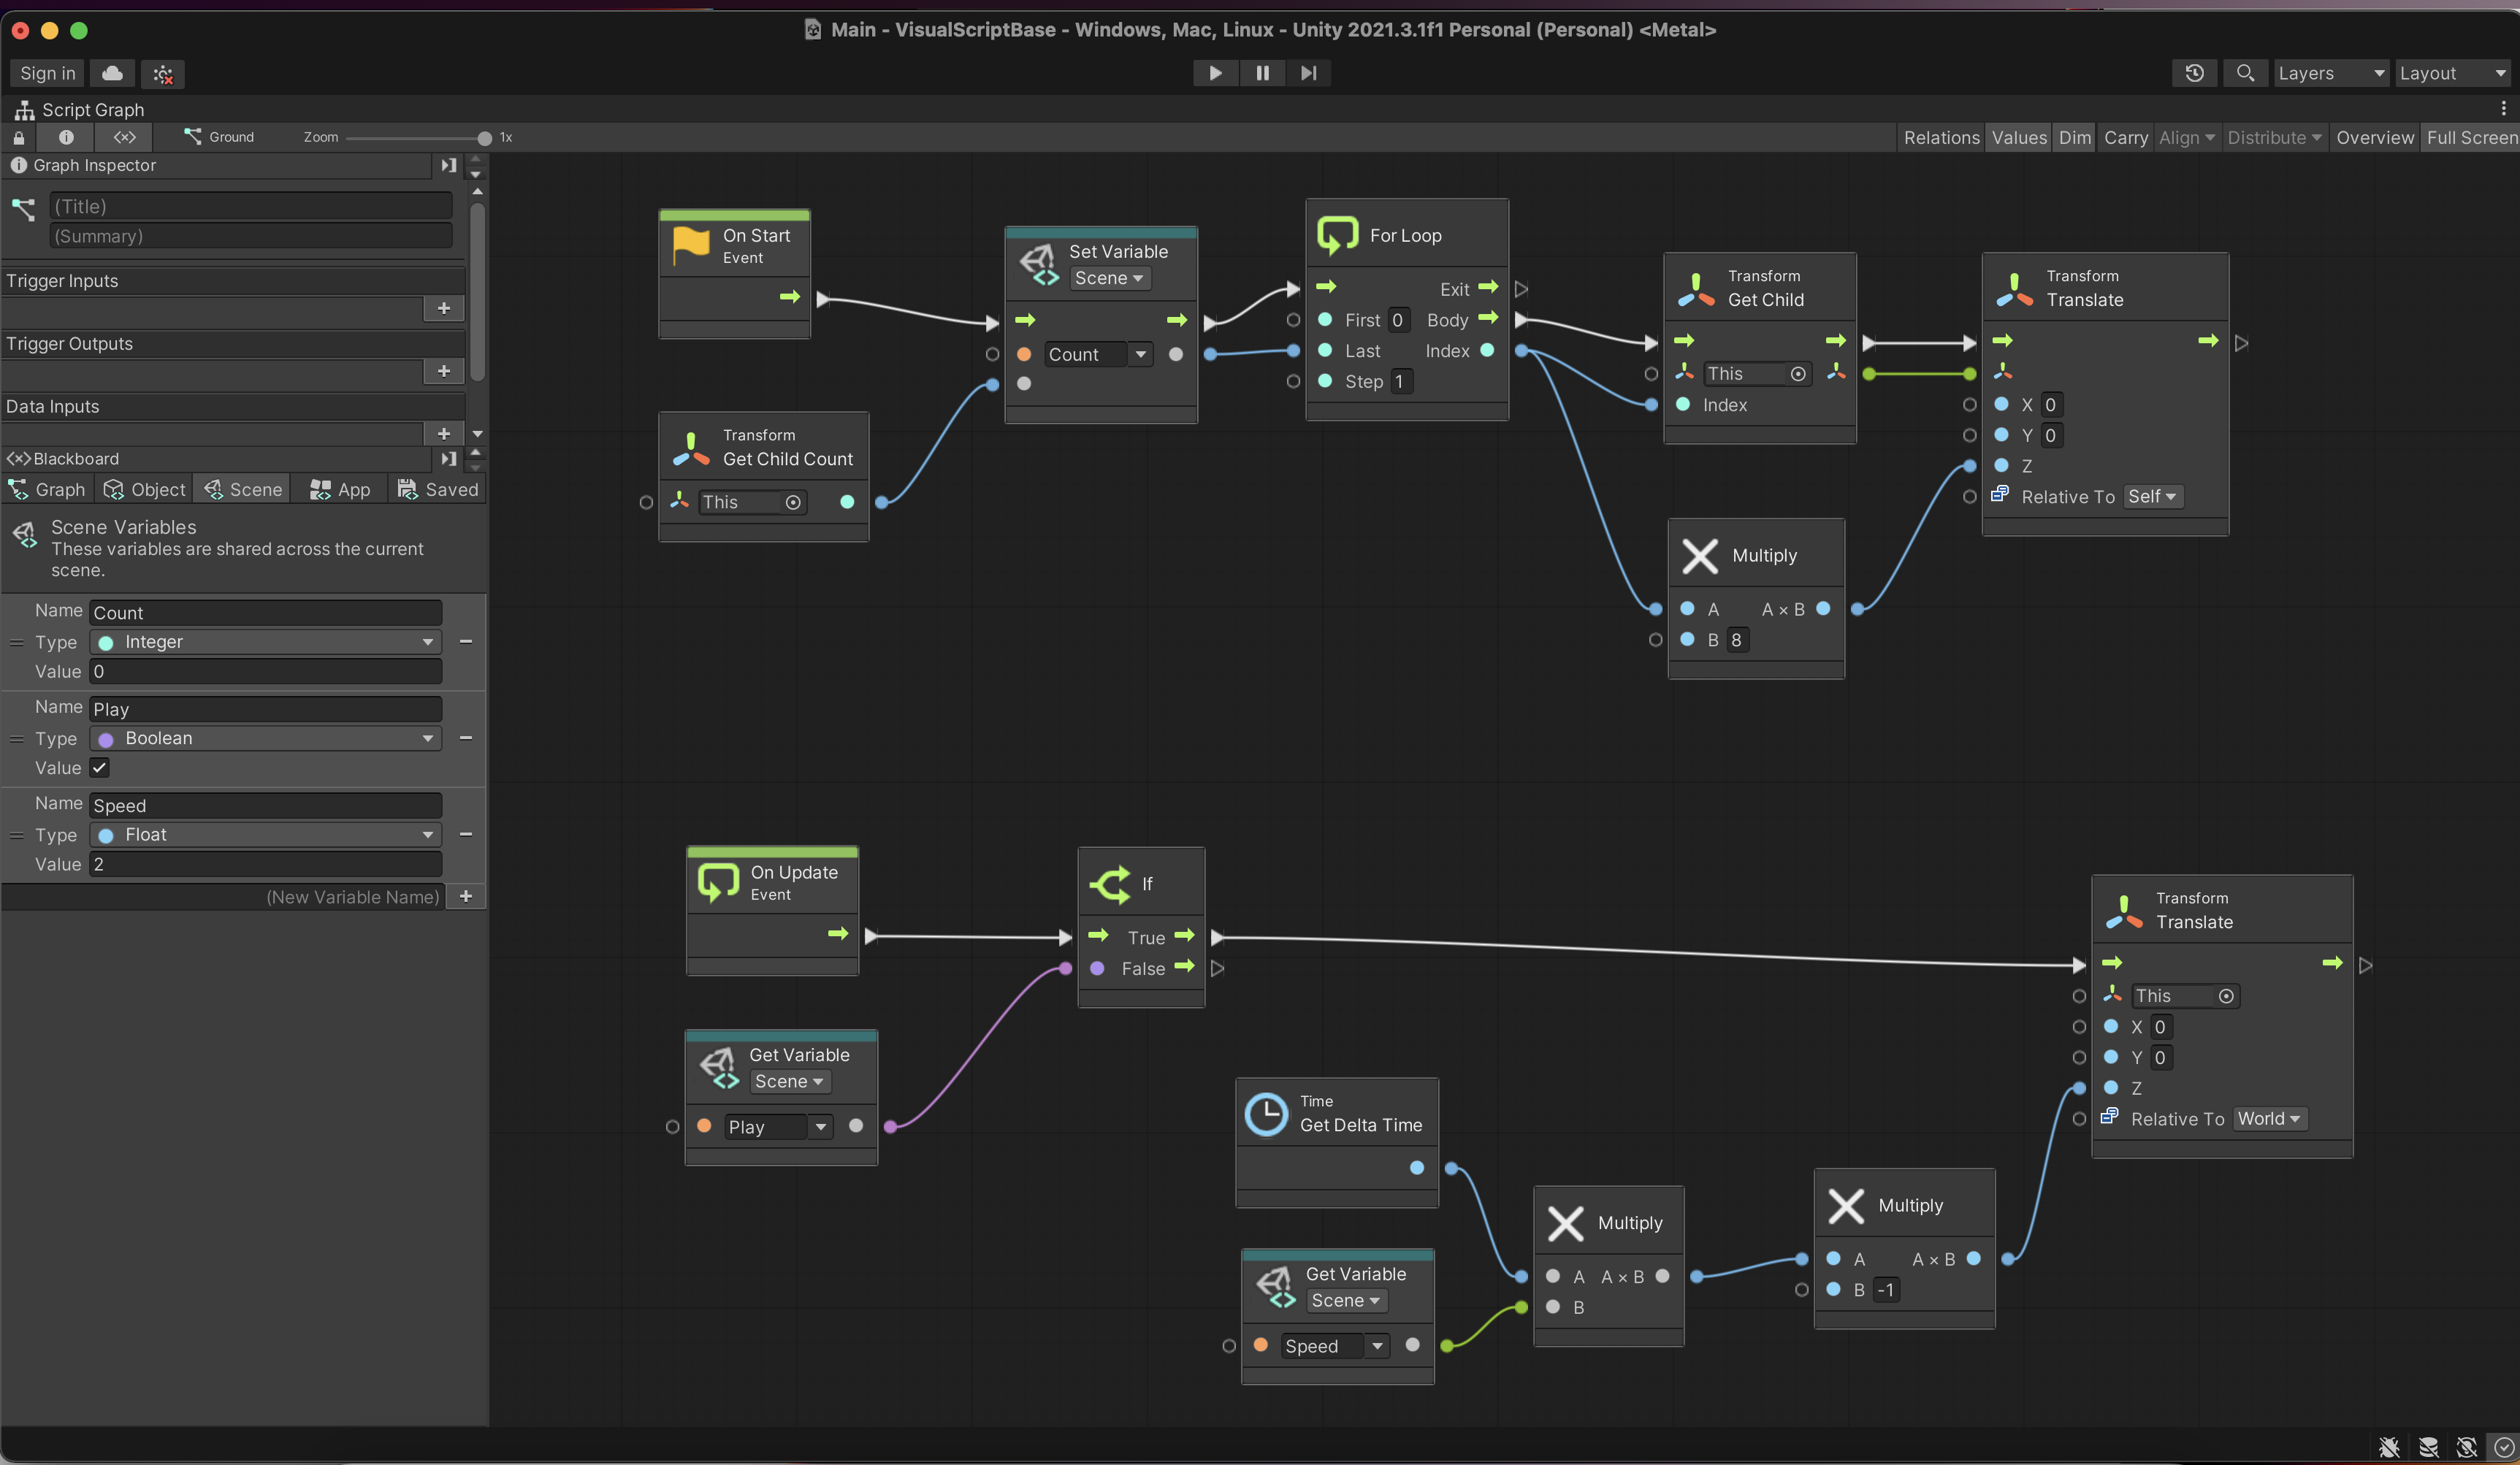 Main - VisualScriptBase - Windows, Mac, Linux - Unity 2021.3.1f1 Personal (Personal) <Metal>
Sign in
Layers
Layout
Script Graph
Ground
Zoom
1x
Relations
Values
Dim
Carry
Align
Distribute
Overview
Full Screen
Graph Inspector
(Title)
(Summary)
Trigger Inputs
+
Trigger Outputs
+
Data Inputs
+
Blackboard
Graph
Object
Scene
App
Saved
Scene Variables
These variables are shared across the current
scene.
Name Count
Type Integer
Value 0
Name Play
Type Boolean
Value
Name Speed
Type Float
Value 2
(New Variable Name) +
On Start
Event
Transform
Get Child Count
This
Set Variable
Scene
Count
For Loop
Exit
First 0 Body
Last Index
Step 1
Transform
Get Child
This
Index
Transform
Translate
X 0
Y 0
Z
Relative To Self
Multiply
A A × B
B 8
On Update
Event
If
True
False
Get Variable
Scene
Play
Time
Get Delta Time
Get Variable
Scene
Speed
Multiply
A A × B
B
Multiply
A A × B
B -1
Transform
Translate
This
X 0
Y 0
Z
Relative To World